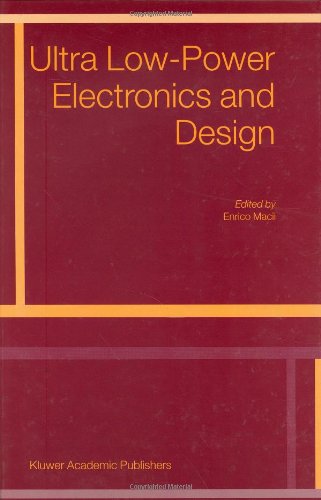 Ultra Low-Power
Electronics and
Design
Edited by
Enrico Macii
Kluwer Academic Publishers